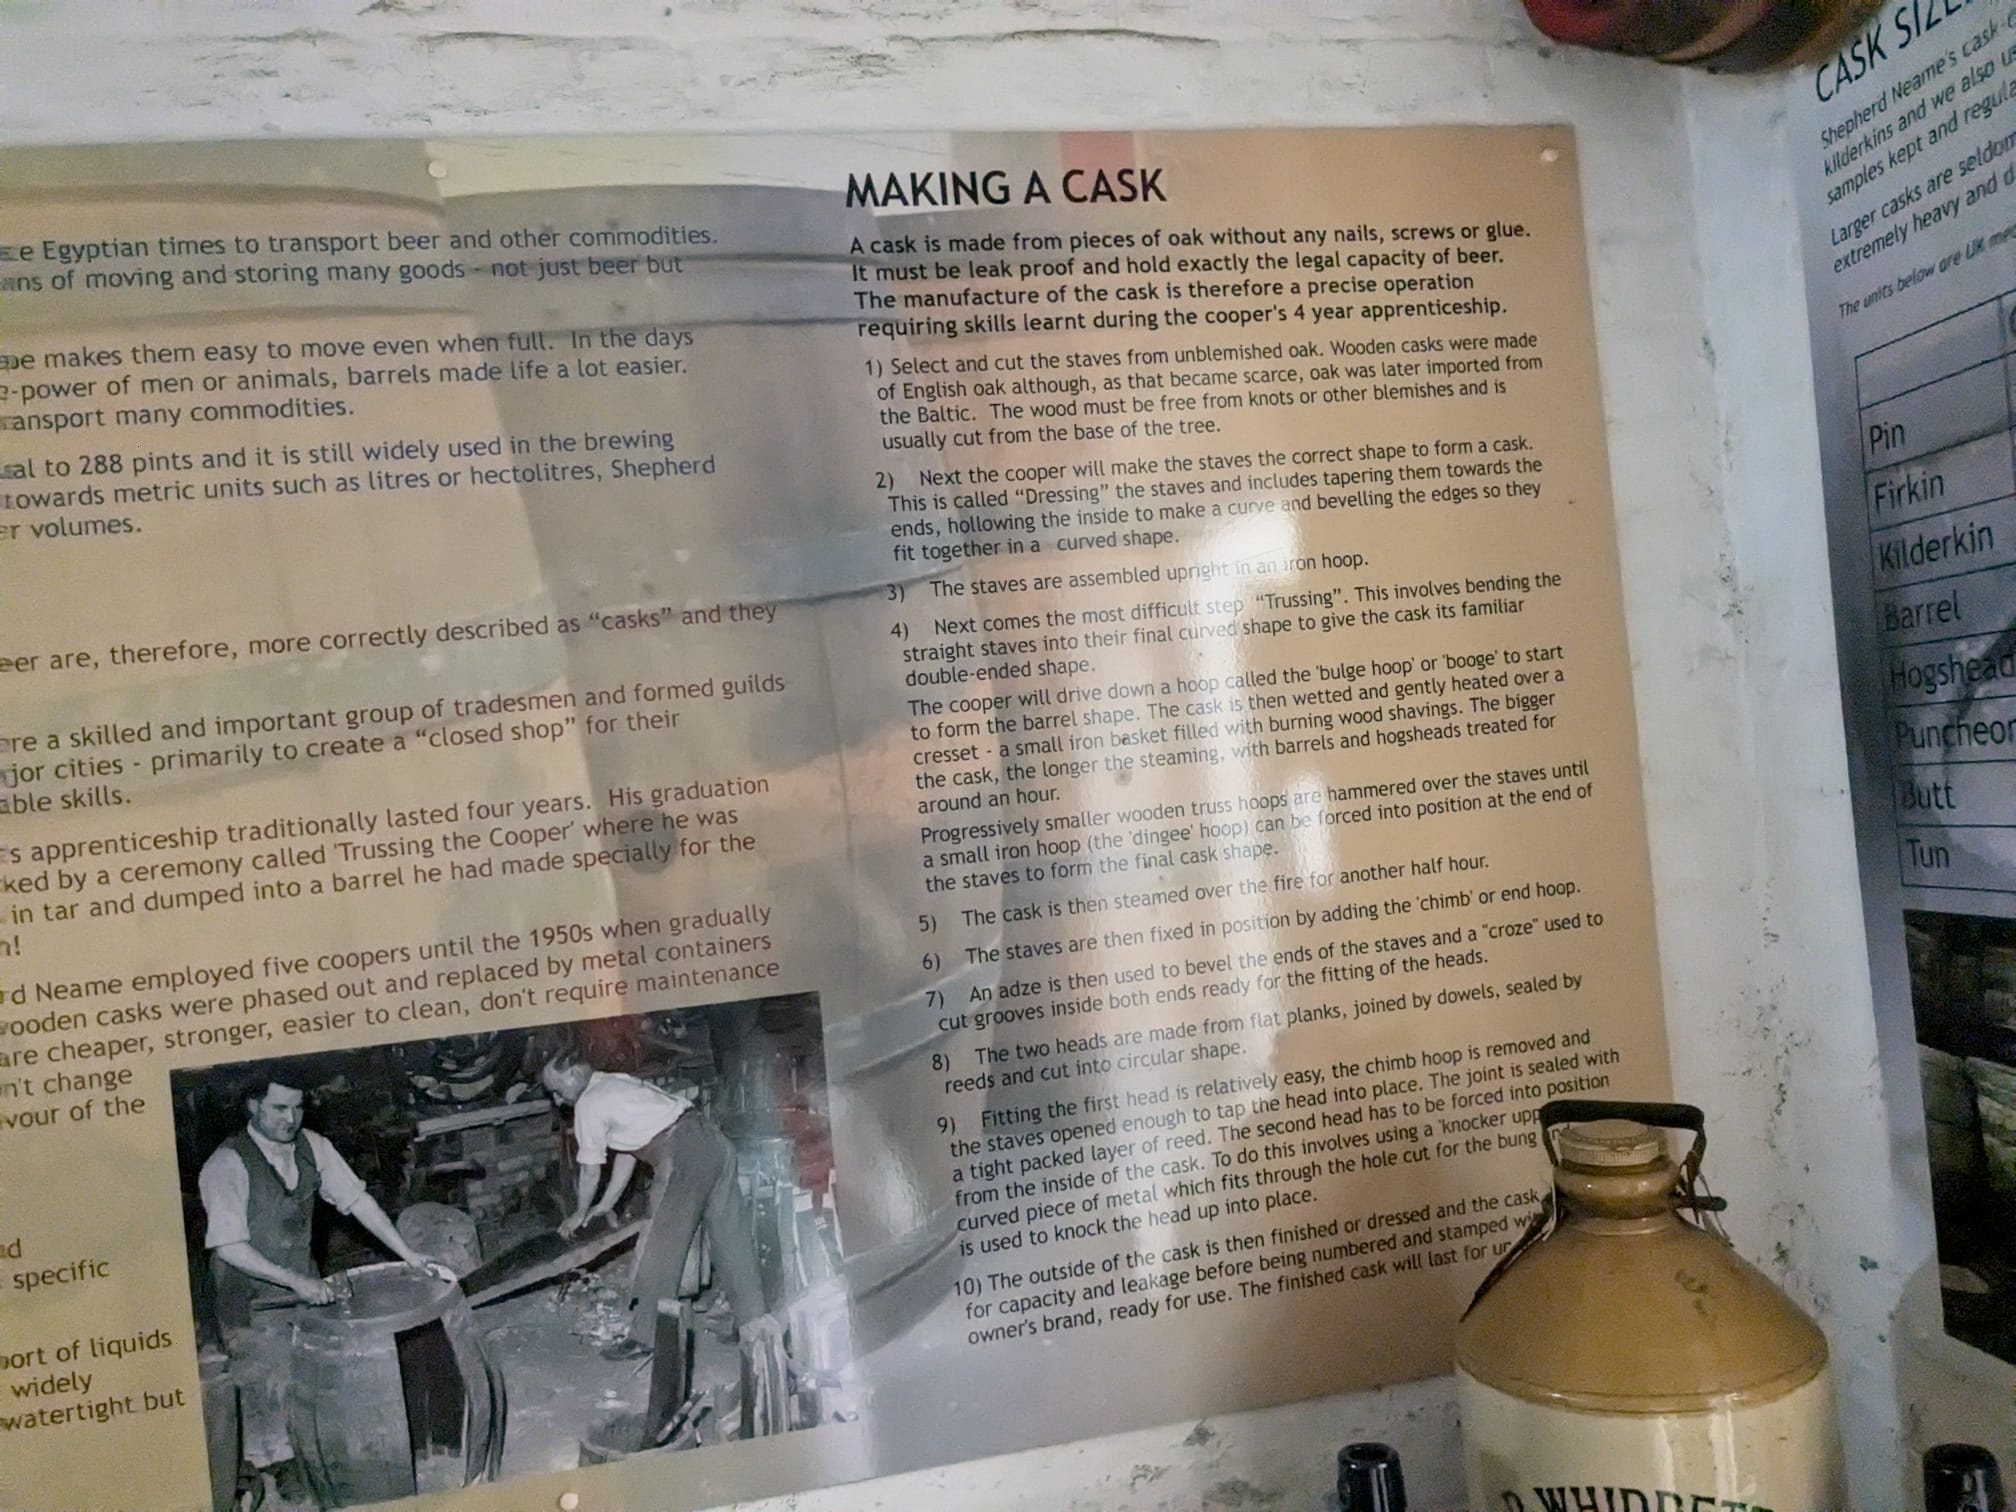 e Egyptian times to transport beer and other commodities.
ans of moving and storing many goods - not just beer but
pe makes them easy to move even when full. In the days
e-power of men or animals, barrels made life a lot easier.
ransport many commodities.
al to 288 pints and it is still widely used in the brewing
towards metric units such as litres or hectolitres, Shepherd
er volumes.
eer are, therefore, more correctly described as “casks” and they
ere a skilled and important group of tradesmen and formed guilds
jor cities - primarily to create a “closed shop” for their
able skills.
s apprenticeship traditionally lasted four years. His graduation
ked by a ceremony called 'Trussing the Cooper' where he was
in tar and dumped into a barrel he had made specially for the
n!
rd Neame employed five coopers until the 1950s when gradually
wooden casks were phased out and replaced by metal containers
are cheaper, stronger, easier to clean, don't require maintenance
n't change
vour of the
d
specific
port of liquids
widely
watertight but
MAKING A CASK
A cask is made from pieces of oak without any nails, screws or glue.
It must be leak proof and hold exactly the legal capacity of beer.
The manufacture of the cask is therefore a precise operation
requiring skills learnt during the cooper's 4 year apprenticeship.
1) Select and cut the staves from unblemished oak. Wooden casks were made
of English oak although, as that became scarce, oak was later imported from
the Baltic. The wood must be free from knots or other blemishes and is
usually cut from the base of the tree.
2) Next the cooper will make the staves the correct shape to form a cask.
This is called “Dressing” the staves and includes tapering them towards the
ends, hollowing the inside to make a curve and bevelling the edges so they
fit together in a curved shape.
3) The staves are assembled upright in an iron hoop.
4) Next comes the most difficult step “Trussing”. This involves bending the
straight staves into their final curved shape to give the cask its familiar
double-ended shape.
The cooper will drive down a hoop called the 'bulge hoop' or 'booge' to start
to form the barrel shape. The cask is then wetted and gently heated over a
cresset - a small iron basket filled with burning wood shavings. The bigger
the cask, the longer the steaming, with barrels and hogsheads treated for
around an hour.
Progressively smaller wooden truss hoops are hammered over the staves until
a small iron hoop (the 'dingee' hoop) can be forced into position at the end of
the staves to form the final cask shape.
5) The cask is then steamed over the fire for another half hour.
6) The staves are then fixed in position by adding the 'chimb' or end hoop.
7) An adze is then used to bevel the ends of the staves and a “croze” used to
cut grooves inside both ends ready for the fitting of the heads.
8) The two heads are made from flat planks, joined by dowels, sealed by
reeds and cut into circular shape.
9) Fitting the first head is relatively easy, the chimb hoop is removed and
the staves opened enough to tap the head into place. The joint is sealed with
a tight packed layer of reed. The second head has to be forced into position
from the inside of the cask. To do this involves using a 'knocker upp
curved piece of metal which fits through the hole cut for the bung
is used to knock the head up into place.
10) The outside of the cask is then finished or dressed and the cask
for capacity and leakage before being numbered and stamped wi
owner's brand, ready for use. The finished cask will last for
CASK SIZE
Shepherd Neame's cask
kilderkins and we also us
samples kept and regula
Larger casks are seldom
extremely heavy and d
The units below are UK
Pin
Firkin
Kilderkin
Barrel
Hogshead
Puncheon
Butt
Tun